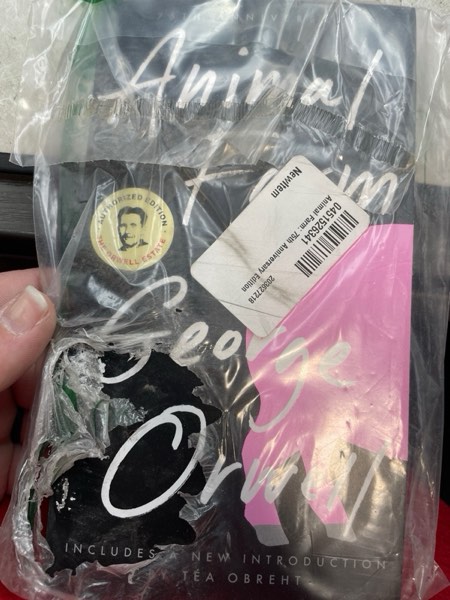 Animal
Farm
AUTHORIZED EDITION
ORWELL ESTATE
NewItem
0451526341
Animal Farm : 75th Anniversary Edition
George
Orwell
INCLUDES A NEW INTRODUCTION
TÉA OBREHT